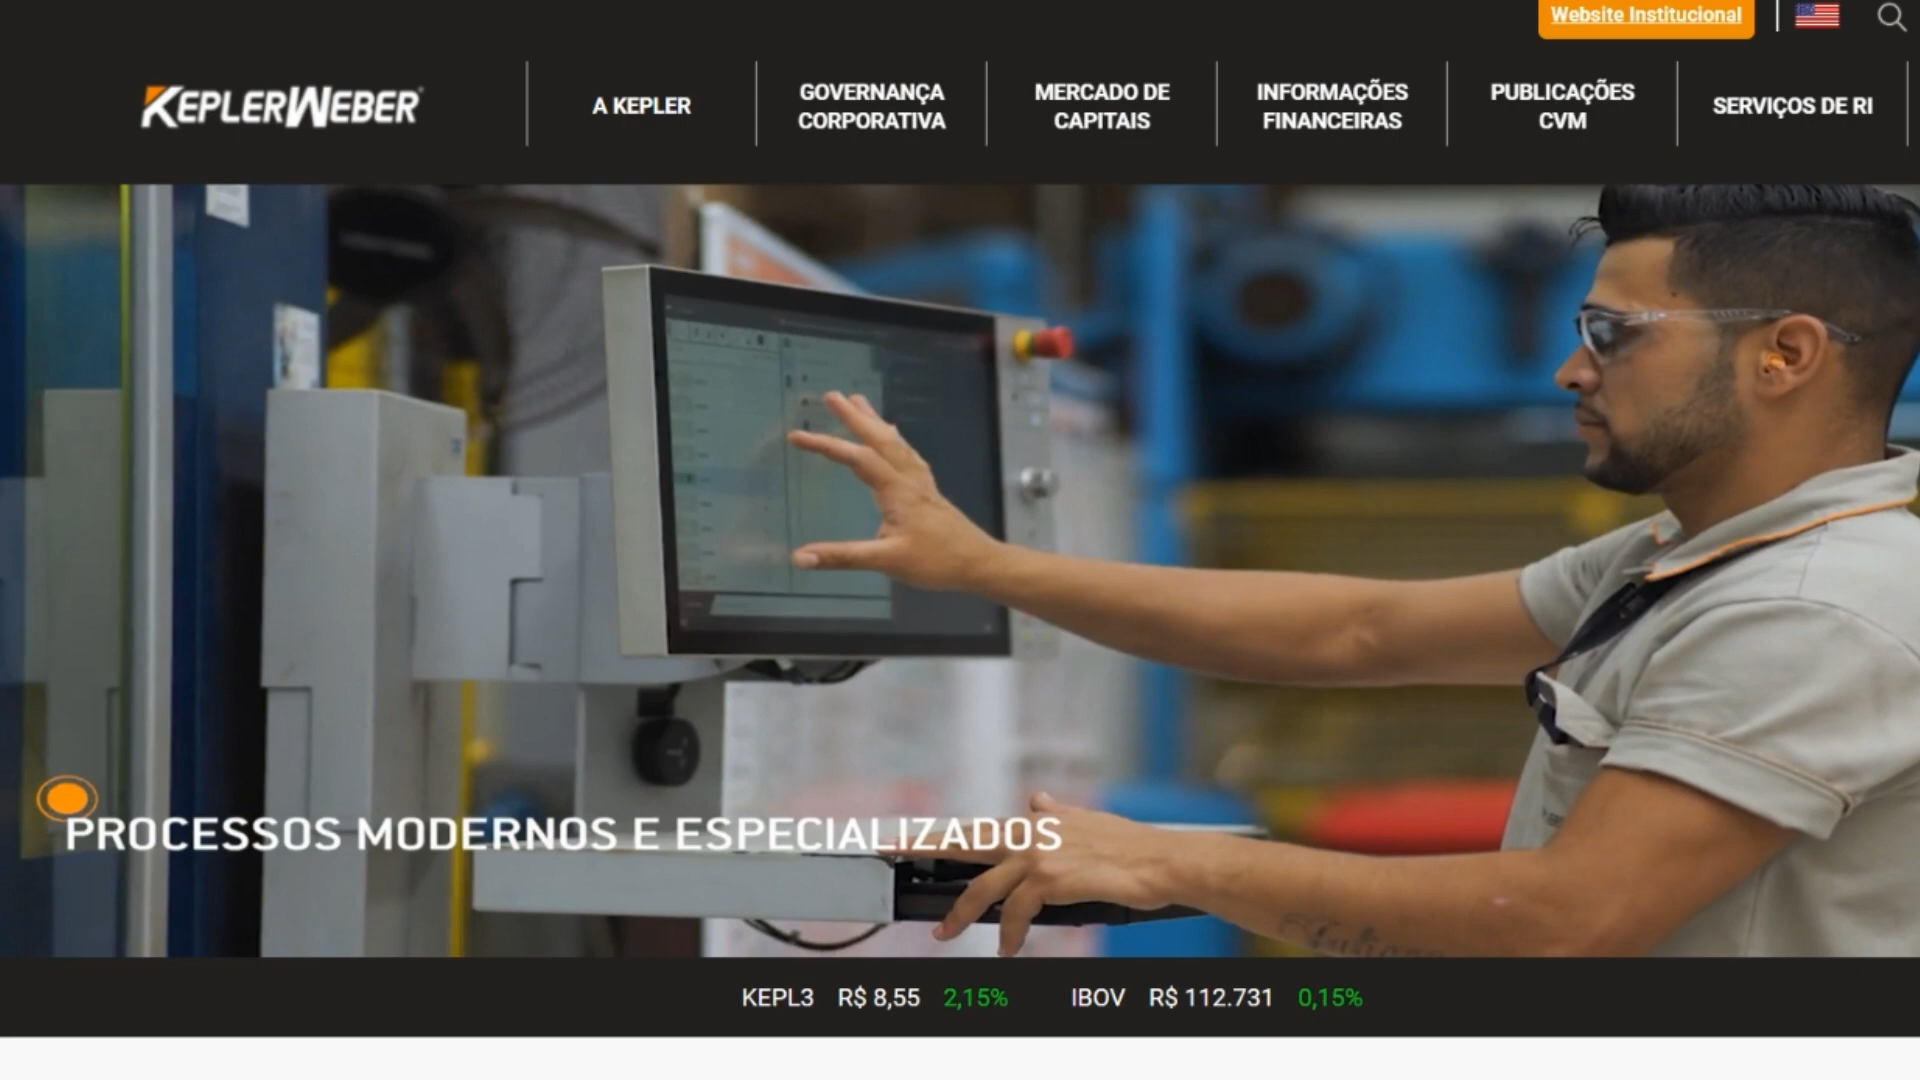 Website Institucional
KEPLERWEBER
A KEPLER
GOVERNANÇA
CORPORATIVA
MERCADO DE
CAPITAIS
INFORMAÇÕES
FINANCEIRAS
PUBLICAÇÕES
CVM
SERVIÇOS DE RI
PROCESSOS MODERNOS E ESPECIALIZADOS
KEPL3 R$ 8,55 2,15% IBOV R$ 112.731 0,15%